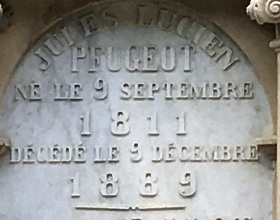 JULES LUCIEN
PEUGEOT
NÉ LE 9 SEPTEMBRE
1811
DÉCÉDÉ LE 9 DÉCEMBRE
1889